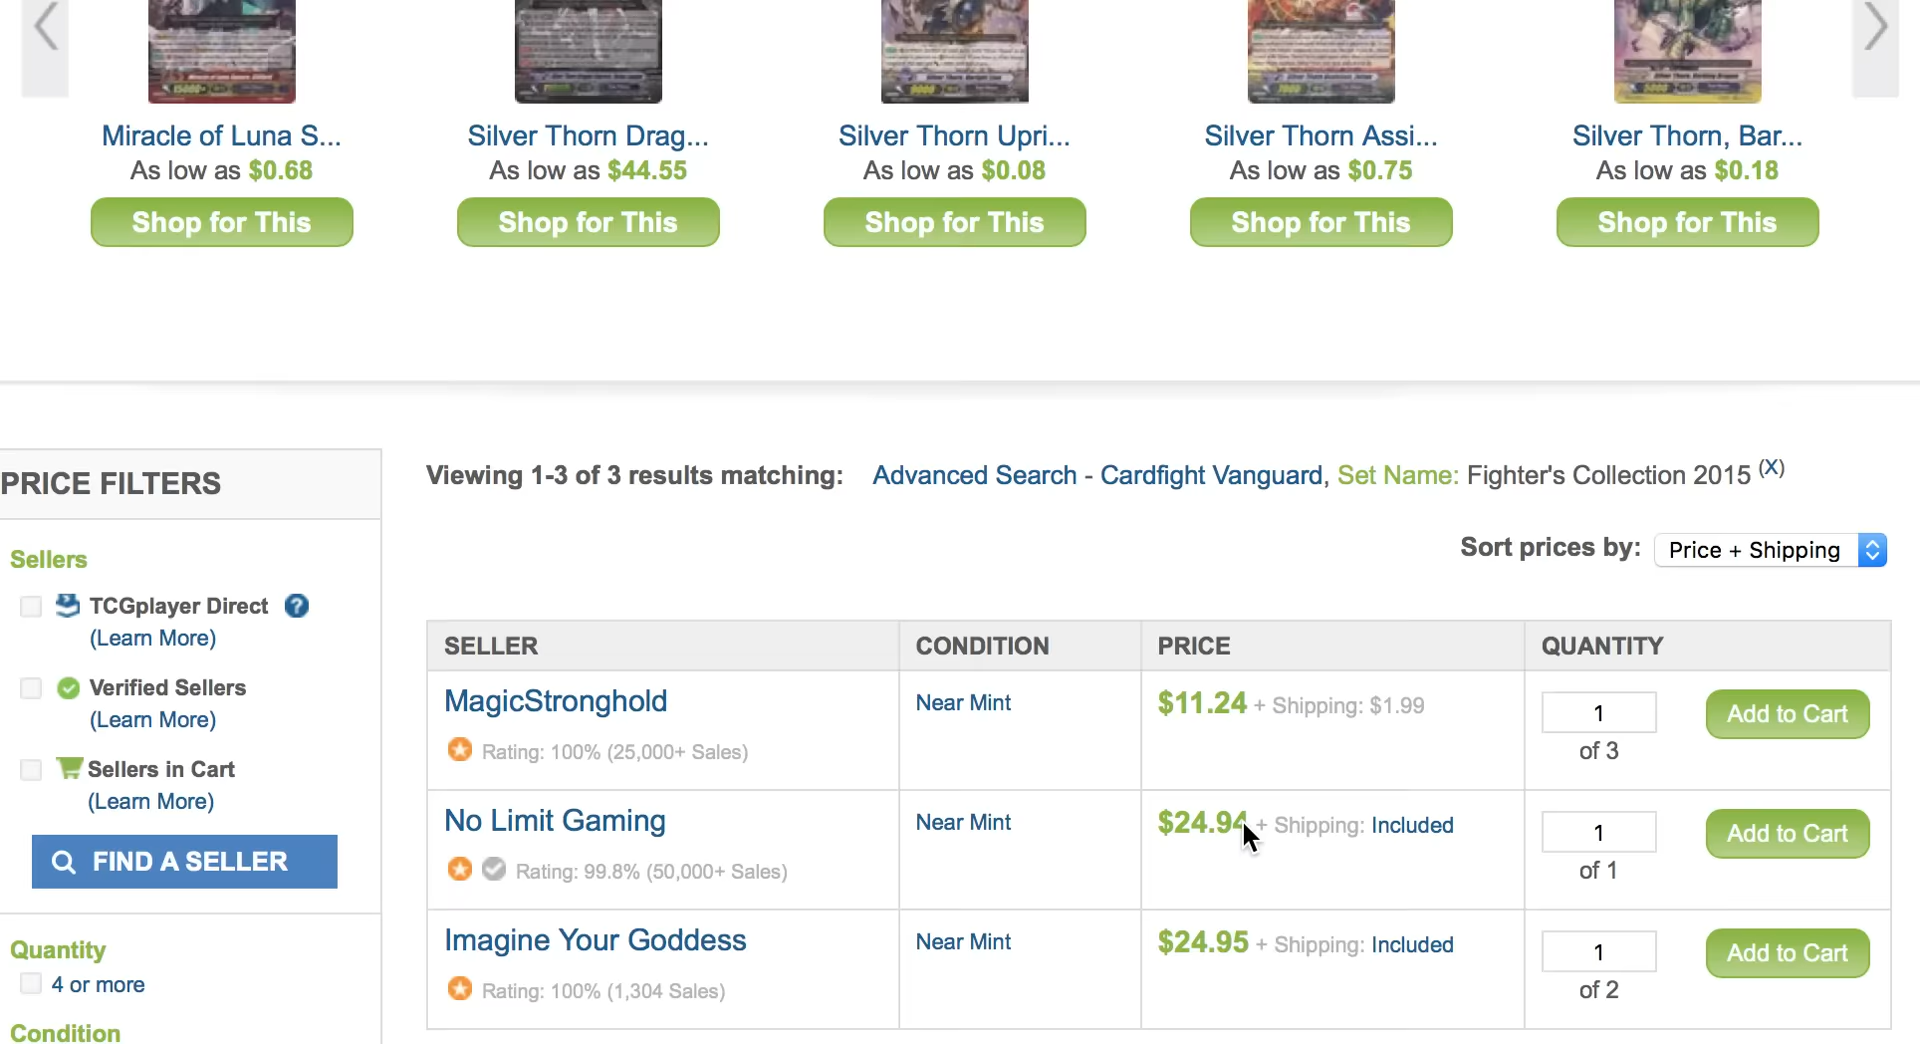 Miracle of Luna S...
Silver Thorn Drag...
Silver Thorn Upri...
Silver Thorn Assi...
Silver Thorn, Bar...
As low as $0.68
As low as $44.55
As low as $0.08
As low as $0.75
As low as $0.18
Shop for This
Shop for This
Shop for This
Shop for This
Shop for This
PRICE FILTERS
Sellers
TCGplayer Direct ?
(Learn More)
Verified Sellers
(Learn More)
Sellers in Cart
(Learn More)
FIND A SELLER
Quantity
4 or more
Condition
Viewing 1-3 of 3 results matching: Advanced Search - Cardfight Vanguard, Set Name: Fighter's Collection 2015 (X)
Sort prices by: Price + Shipping
SELLER CONDITION PRICE QUANTITY
MagicStronghold Near Mint $11.24 + Shipping: $1.99 1 Add to Cart
Rating: 100% (25,000+ Sales) of 3
No Limit Gaming Near Mint $24.94 + Shipping: Included 1 Add to Cart
Rating: 99.8% (50,000+ Sales) of 1
Imagine Your Goddess Near Mint $24.95 + Shipping: Included 1 Add to Cart
Rating: 100% (1,304 Sales) of 2